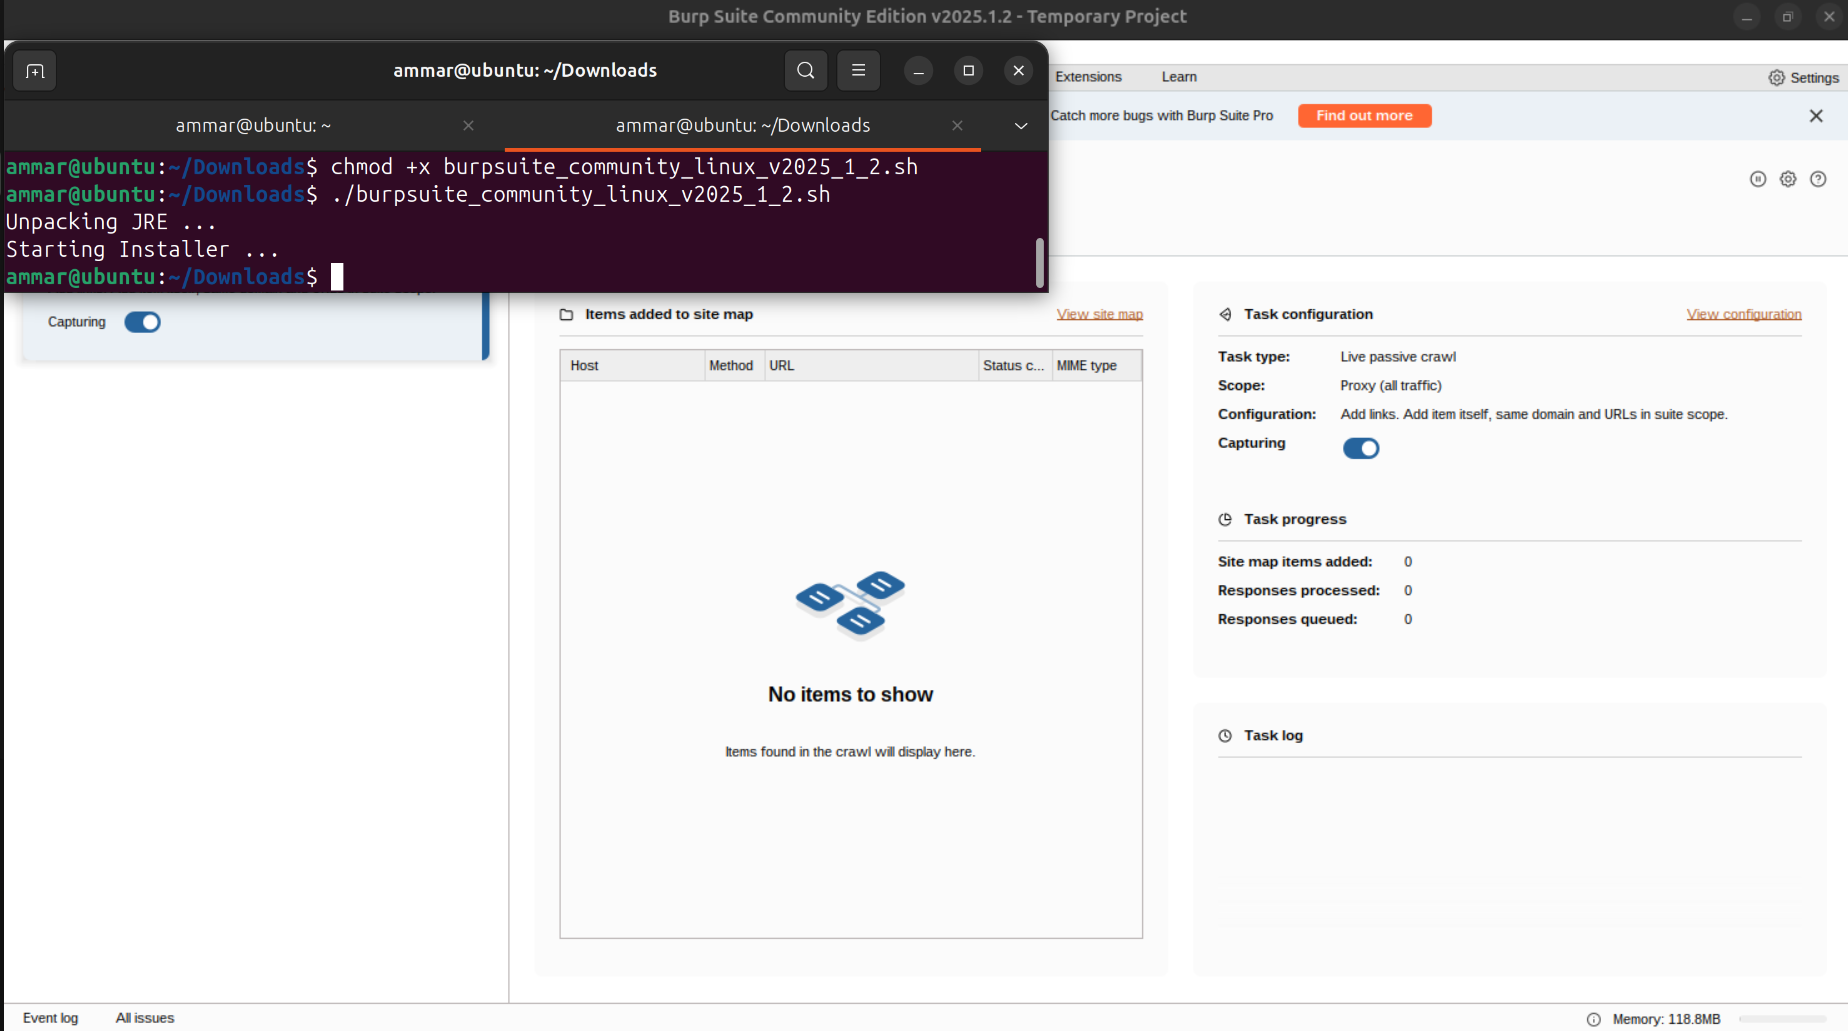 Burp Suite Community Edition v2025.1.2 - Temporary Project
ammar@ubuntu: ~/Downloads
ammar@ubuntu: ~
ammar@ubuntu: ~/Downloads
ammar@ubuntu:~/Downloads$ chmod +x burpsuite_community_linux_v2025_1_2.sh
ammar@ubuntu:~/Downloads$ ./burpsuite_community_linux_v2025_1_2.sh
Unpacking JRE ...
Starting Installer ...
ammar@ubuntu:~/Downloads$
Extensions Learn Settings
Catch more bugs with Burp Suite Pro Find out more
Capturing
Items added to site map View site map
Host Method URL Status c... MIME type
No items to show
Items found in the crawl will display here.
Task configuration View configuration
Task type: Live passive crawl
Scope: Proxy (all traffic)
Configuration: Add links. Add item itself, same domain and URLs in suite scope.
Capturing
Task progress
Site map items added: 0
Responses processed: 0
Responses queued: 0
Task log
Event log All issues Memory: 118.8MB